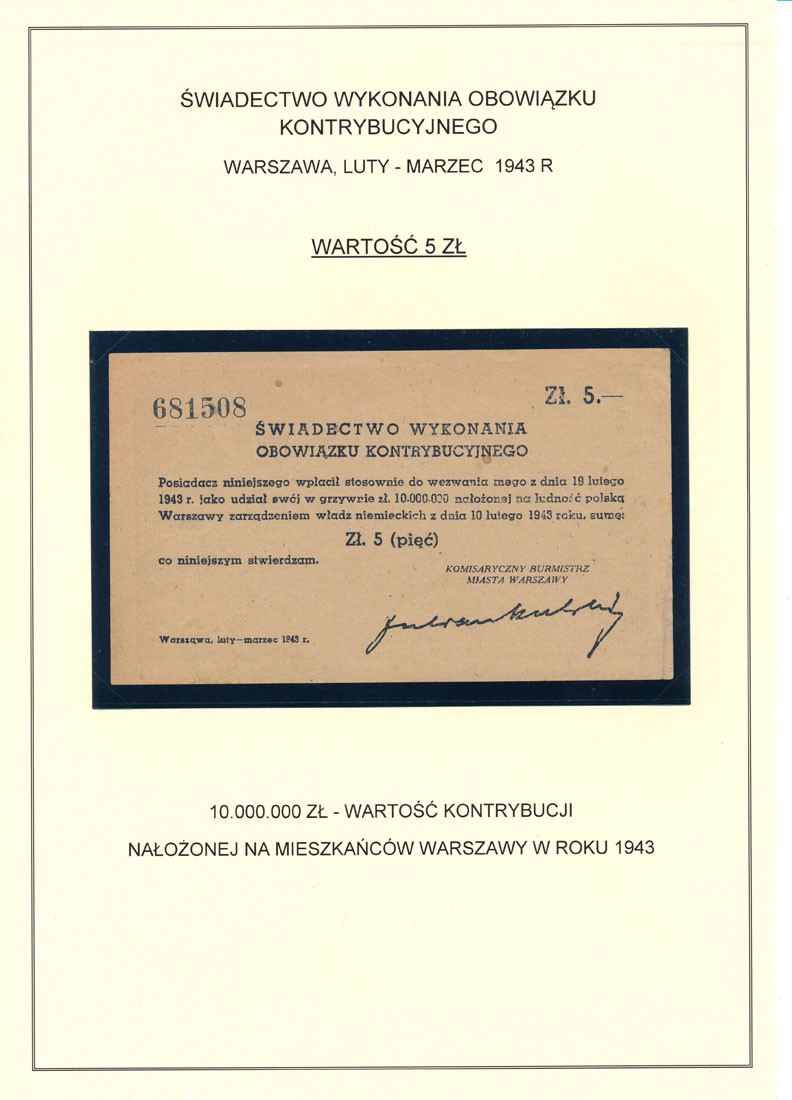 ŚWIADECTWO WYKONANIA OBOWIĄZKU
KONTRYBUCYJNEGO
WARSZAWA, LUTY - MARZEC 1943 R
WARTOŚĆ 5 ZŁ
681508
Zł. 5.—
ŚWIADECTWO WYKONANIA
OBOWIĄZKU KONTRYBUCYJNEGO
Posiadacz niniejszego wpłacił stosownie do wezwania mego z dnia 19 lutego
1943 r. jako udział swój w grzywnie zł. 10.000.000 nałożonej na ludność polską
Warszawy zarządzeniem władz niemieckich z dnia 10 lutego 1943 roku, sumę:
Zł. 5 (pięć)
co niniejszym stwierdzam.
KOMISARYCZNY BURMISTRZ
MIASTA WARSZAWY
Julian Kulski
Warszawa, luty—marzec 1943 r.
10.000.000 ZŁ - WARTOŚĆ KONTRYBUCJI
NAŁOŻONEJ NA MIESZKAŃCÓW WARSZAWY W ROKU 1943